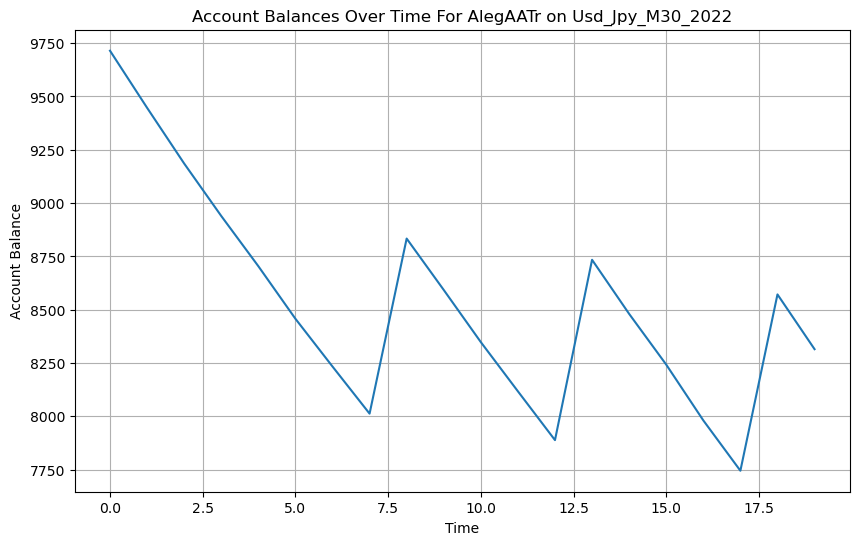 Account Balances Over Time For AlegAATr on Usd_Jpy_M30_2022
Account Balance
9750
9500
9250
9000
8750
8500
8250
8000
7750
0.0 2.5 5.0 7.5 10.0 12.5 15.0 17.5
Time